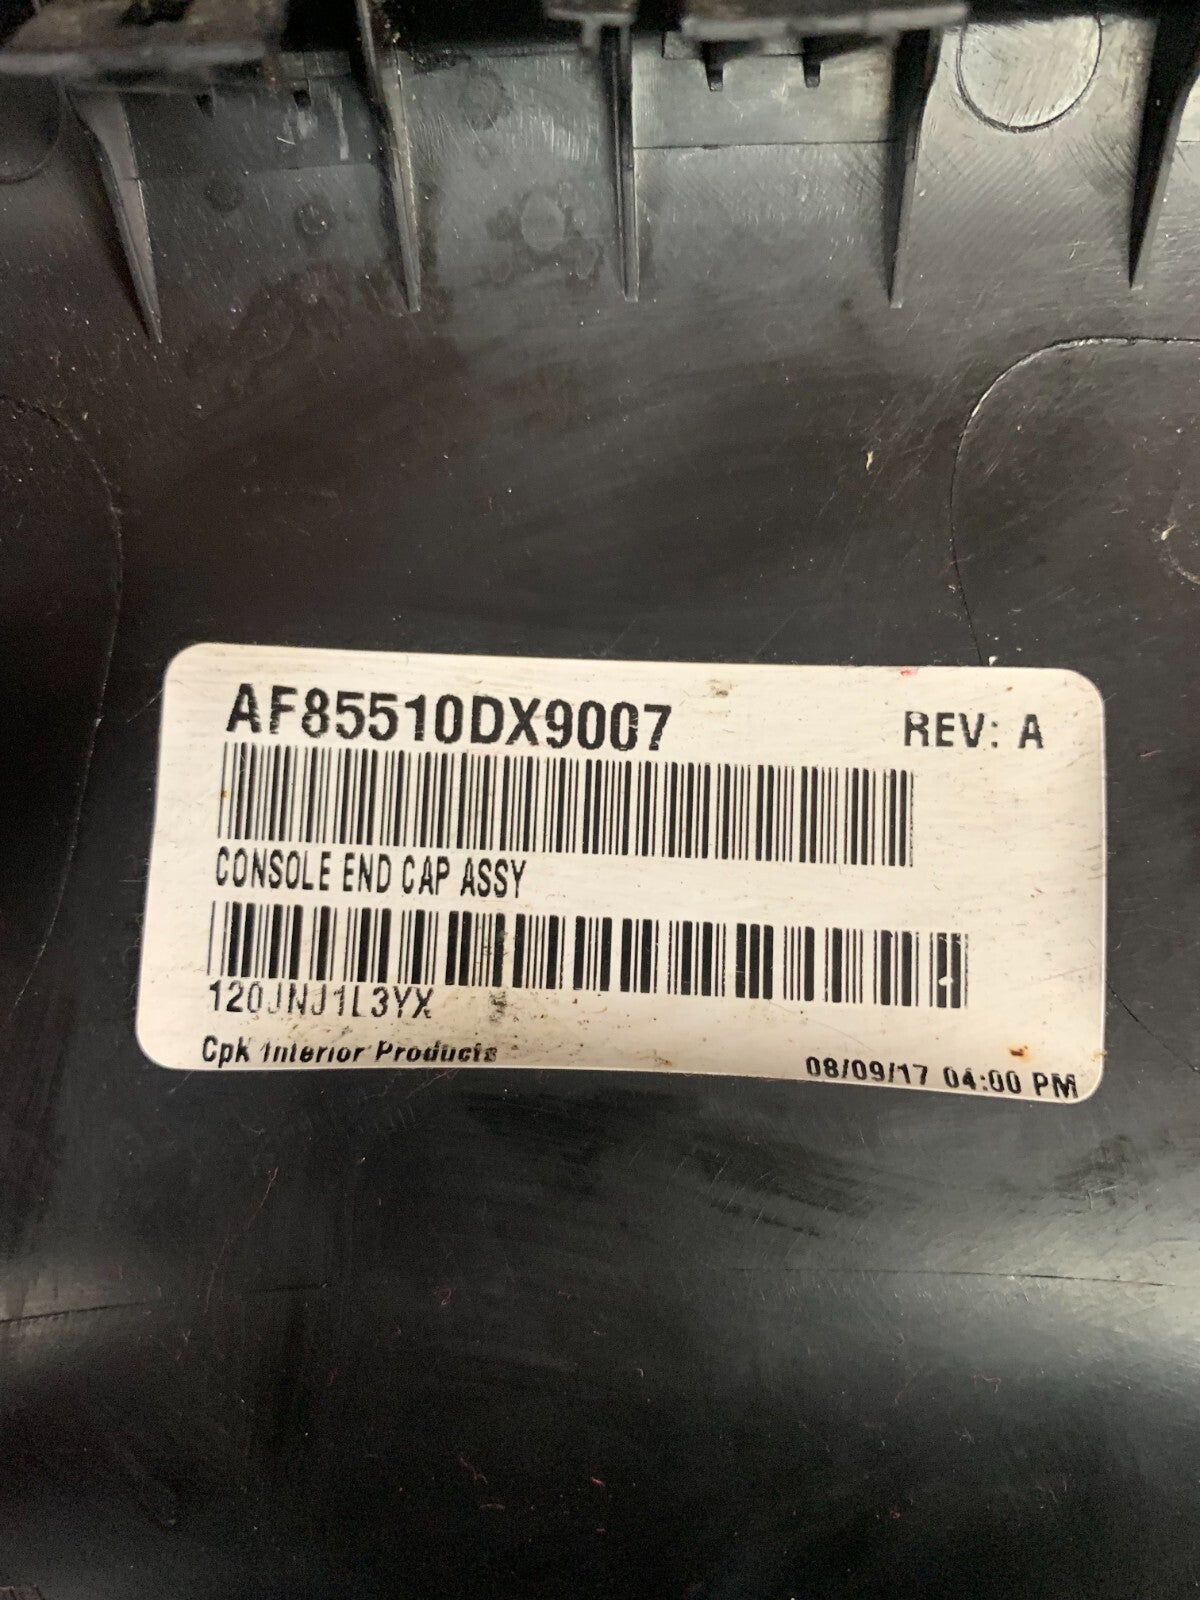 AF85510DX9007 REV: A
CONSOLE END CAP ASSY
120JNJ1L3YX
Cpk Interior Products 08/09/17 04:00 PM